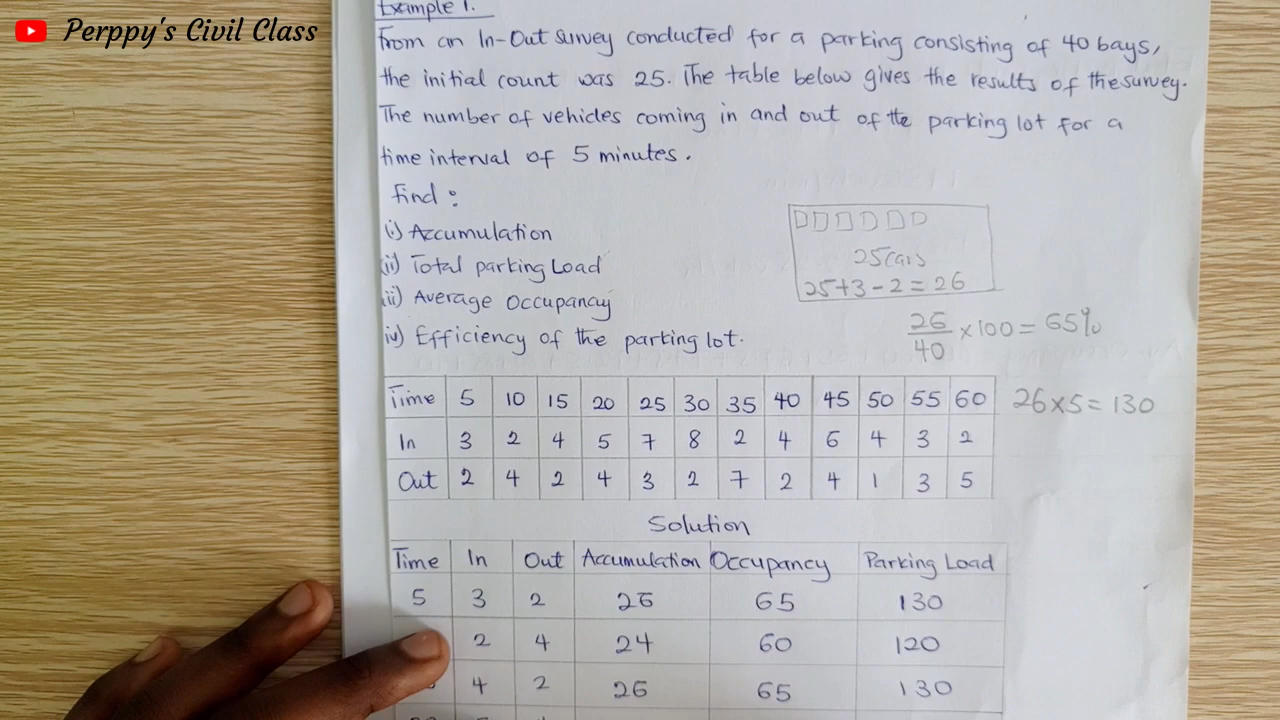 Perppy's Civil Class
Example 1.
From an In-Out survey conducted for a parking consisting of 40 bays,
the initial count was 25. The table below gives the results of the survey.
The number of vehicles coming in and out of the parking lot for a
time interval of 5 minutes.
Find:
(i) Accumulation
(ii) Total parking Load
(ii) Average Occupancy
iv) Efficiency of the parking lot.
25 Cars
25+3-2=26
26/40 ×100 = 65%
Time 5 10 15 20 25 30 35 40 45 50 55 60
26×5=130
In 3 2 4 5 7 8 2 4 6 4 3 2
Out 2 4 2 4 3 2 7 2 4 1 3 5
Solution
Time In Out Accumulation Occupancy Parking Load
5 3 2 26 65 130
2 4 24 60 120
4 2 26 65 130